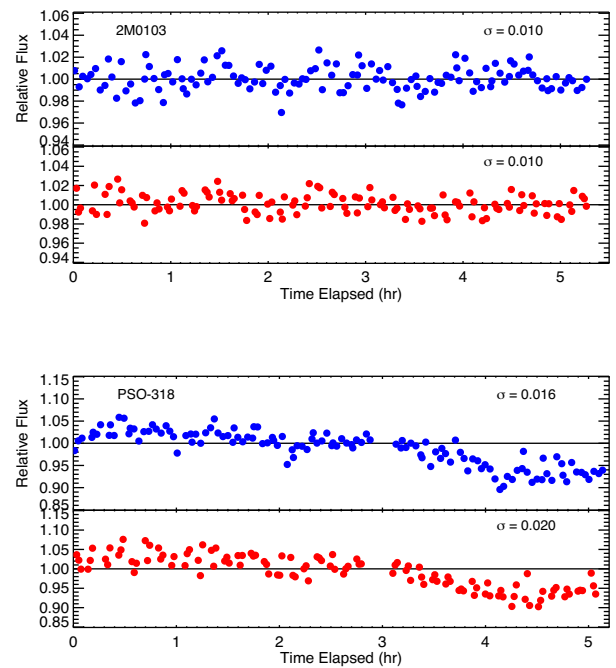 2M0103
σ = 0.010
1.06
1.04
1.02
1.00
0.98
0.96
0.94
Relative Flux
σ = 0.010
1.06
1.04
1.02
1.00
0.98
0.96
0.94
0 1 2 3 4 5
Time Elapsed (hr)
PSO-318
σ = 0.016
1.15
1.10
1.05
1.00
0.95
0.90
0.85
Relative Flux
σ = 0.020
1.15
1.10
1.05
1.00
0.95
0.90
0.85
0 1 2 3 4 5
Time Elapsed (hr)